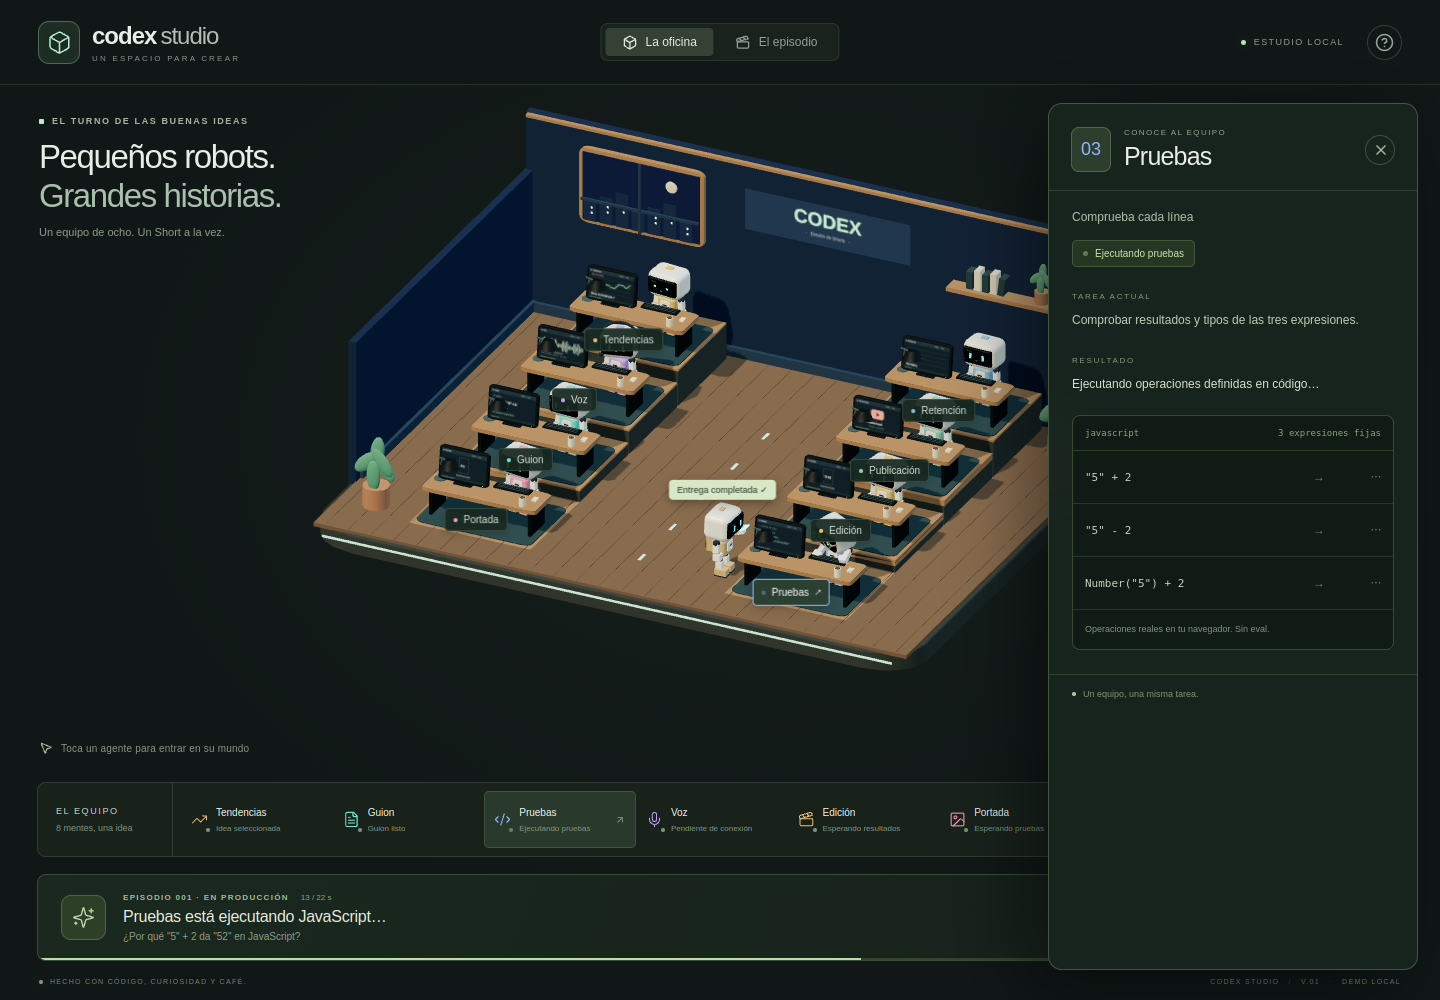 codex studio
UN ESPACIO PARA CREAR
La oficina
El episodio
ESTUDIO LOCAL
EL TURNO DE LAS BUENAS IDEAS
Pequeños robots.
Grandes historias.
Un equipo de ocho. Un Short a la vez.
CODEX
Tendencias
Voz
Guion
Portada
Retención
Publicación
Edición
Entrega completada ✓
Pruebas ↗
Toca un agente para entrar en su mundo
03
CONOCE AL EQUIPO
Pruebas
Comprueba cada línea
Ejecutando pruebas
TAREA ACTUAL
Comprobar resultados y tipos de las tres expresiones.
RESULTADO
Ejecutando operaciones definidas en código…
javascript 3 expresiones fijas
"5" + 2 → ···
"5" - 2 → ···
Number("5") + 2 → ···
Operaciones reales en tu navegador. Sin eval.
Un equipo, una misma tarea.
EL EQUIPO
8 mentes, una idea
Tendencias
Idea seleccionada
Guion
Guion listo
Pruebas
Ejecutando pruebas
Voz
Pendiente de conexión
Edición
Esperando resultados
Portada
Esperando pruebas
EPISODIO 001 · EN PRODUCCIÓN 13 / 22 s
Pruebas está ejecutando JavaScript…
¿Por qué "5" + 2 da "52" en JavaScript?
HECHO CON CÓDIGO, CURIOSIDAD Y CAFÉ.
CODEX STUDIO / V.01 DEMO LOCAL